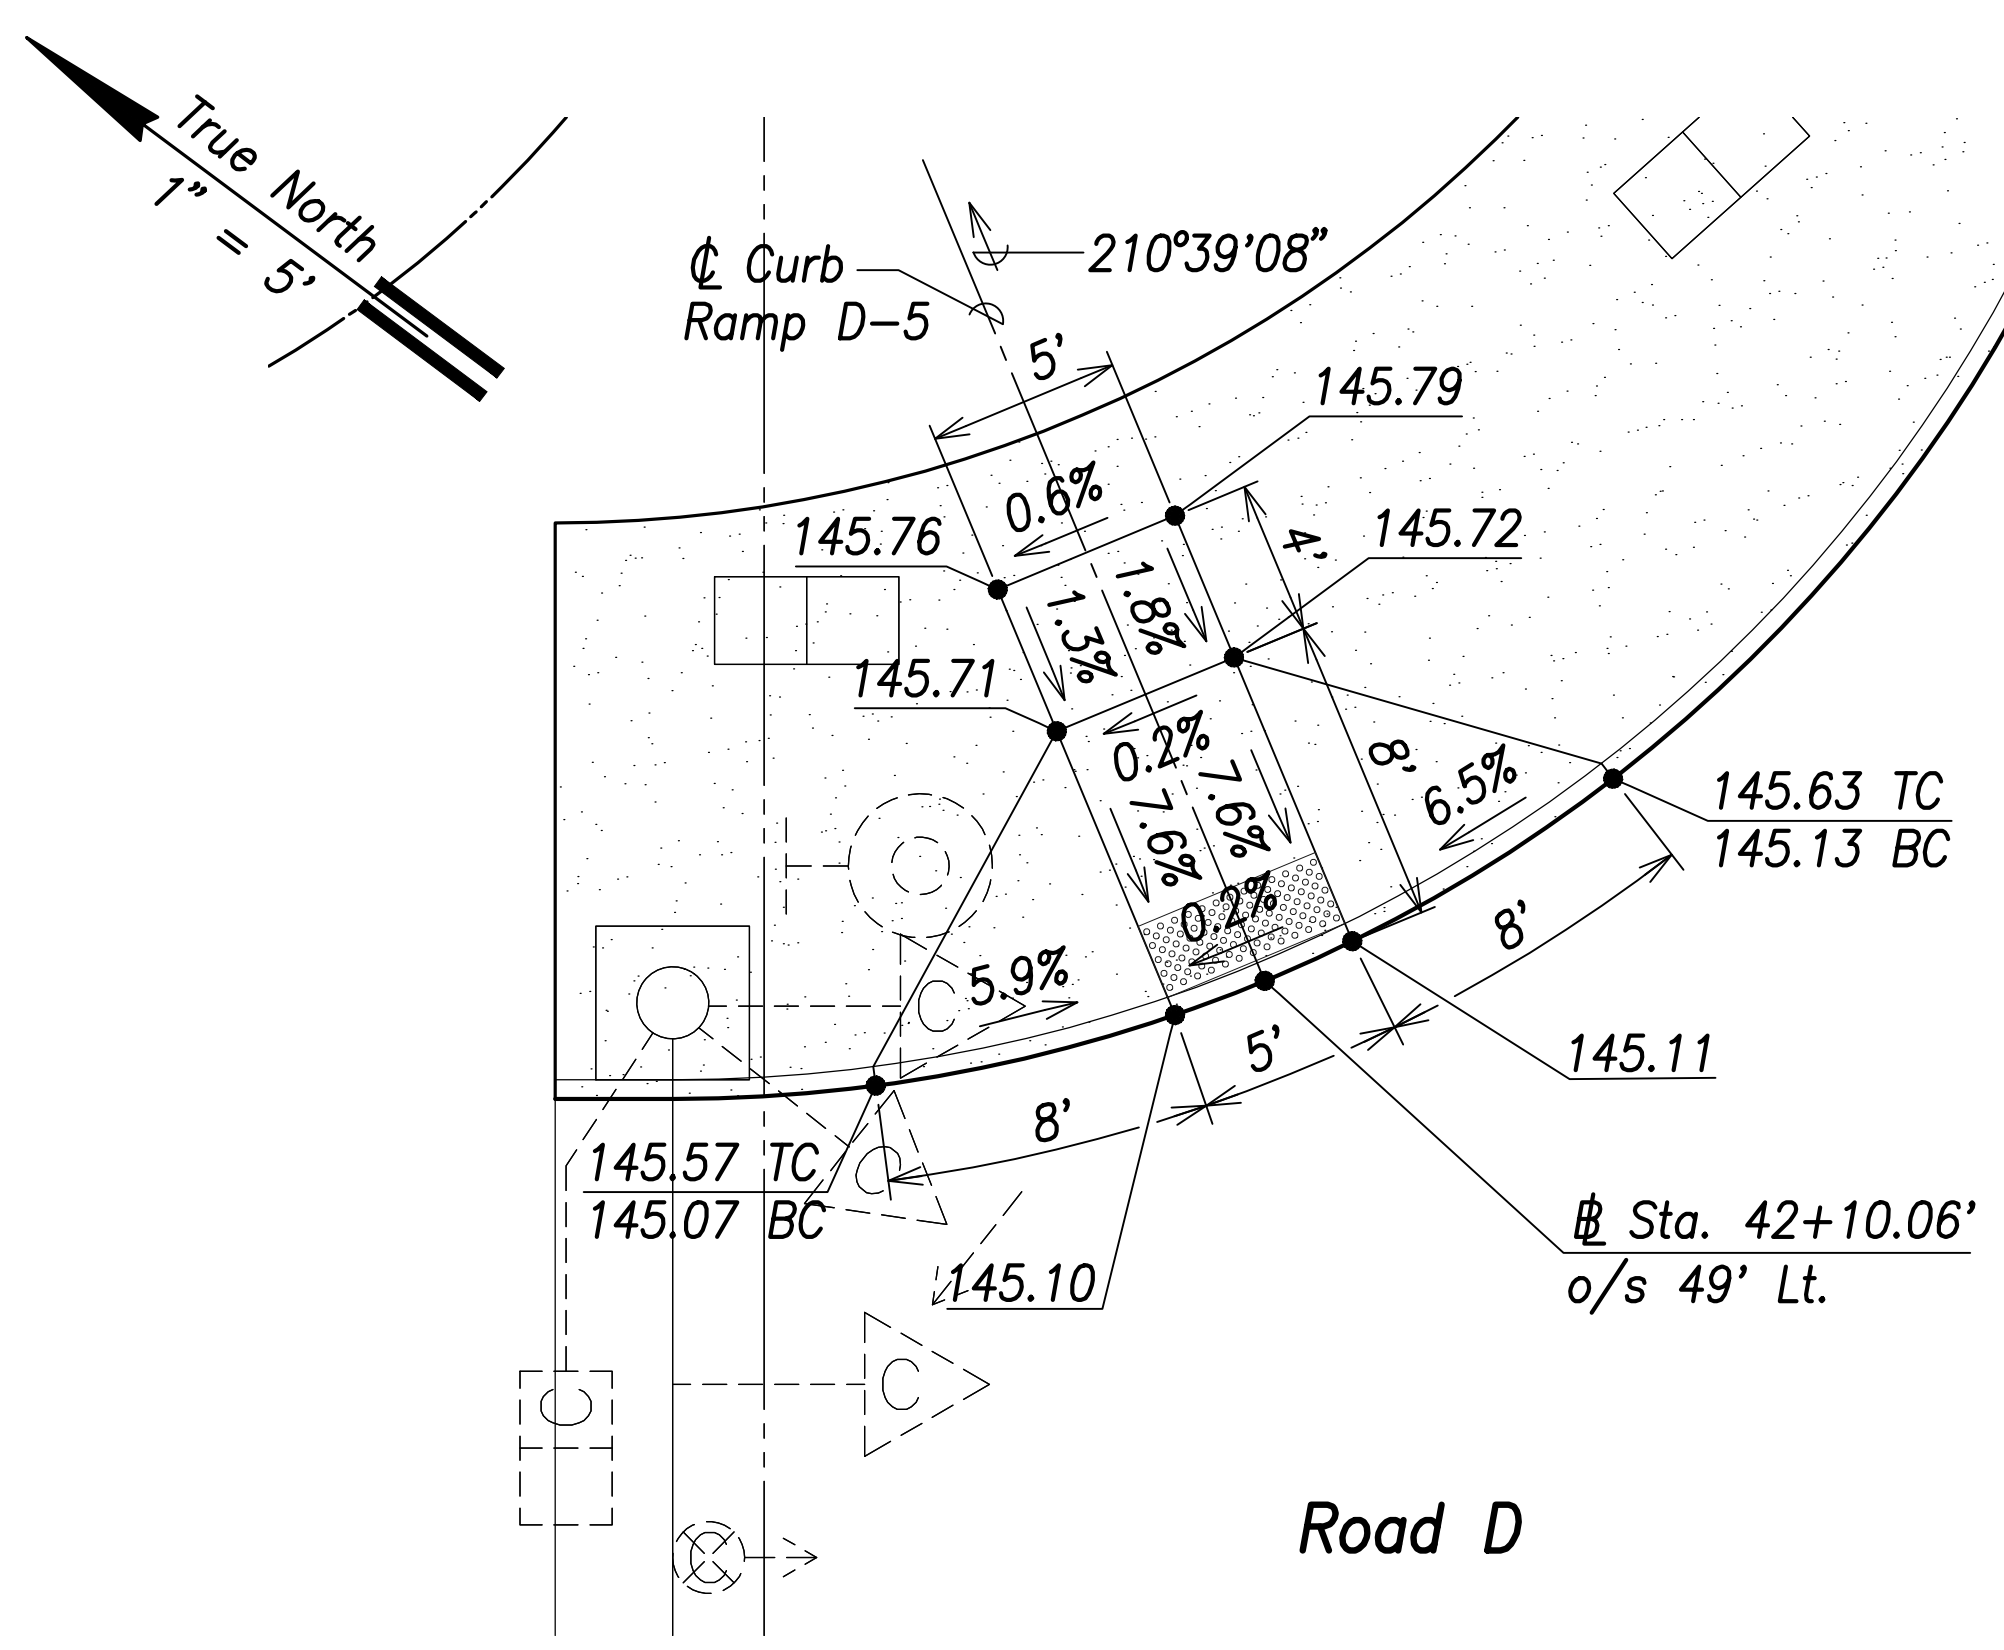 True North
1" = 5'
℄ Curb
Ramp D-5
210°39'08"
5'
145.79
0.6%
145.76
145.72
4'
1.8%
1.3%
145.71
0.2%
8'
7.6%
7.6%
6.5%
145.63 TC
145.13 BC
0.2%
8'
5.9%
C
5'
145.11
8'
145.57 TC
145.07 BC
C
145.10
BL Sta. 42+10.06'
o/s 49' Lt.
C
C
Road D
C